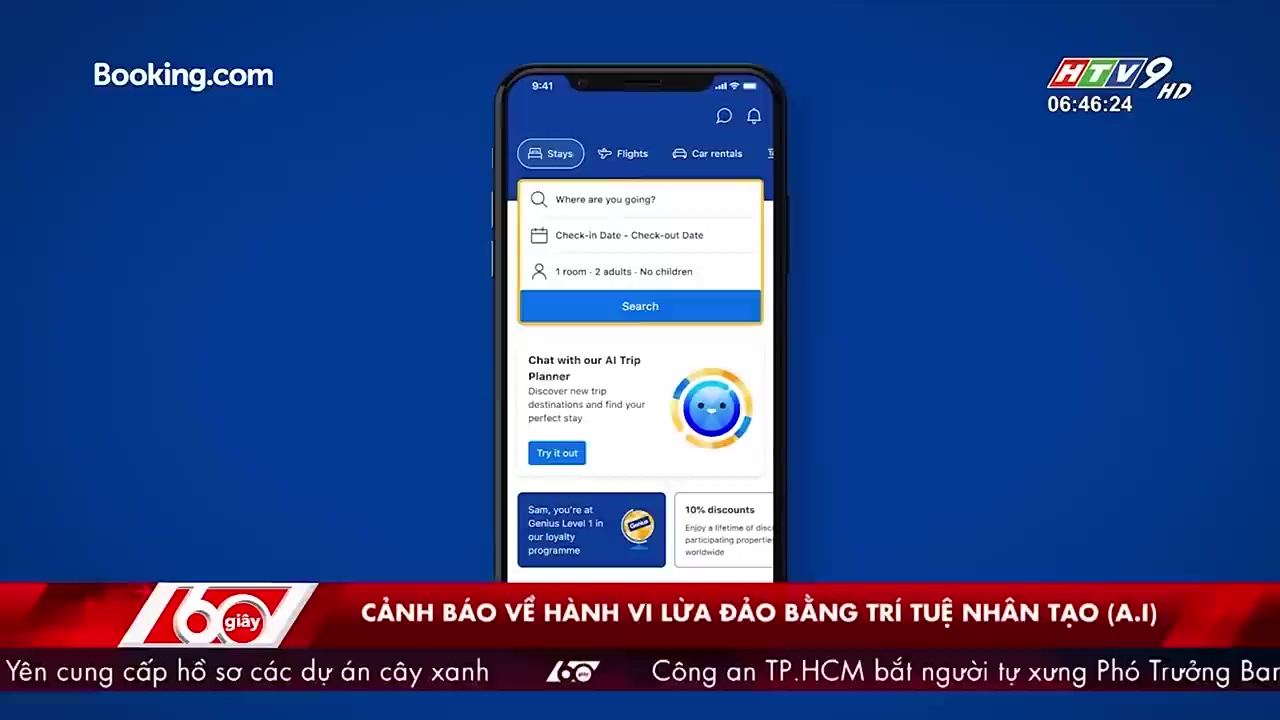 Booking.com
HTV9
HD
06:46:24
9:41
Stays
Flights
Car rentals
Where are you going?
Check-in Date - Check-out Date
1 room · 2 adults · No children
Search
Chat with our AI Trip
Planner
Discover new trip
destinations and find your
perfect stay
Try it out
Sam, you're at
Genius Level 1 in
our loyalty
programme
Genius
10% discounts
Enjoy a lifetime of
participating
worldwide
60 giây
CẢNH BÁO VỀ HÀNH VI LỪA ĐẢO BẰNG TRÍ TUỆ NHÂN TẠO (A.I)
Yên cung cấp hồ sơ các dự án cây xanh 60 giây Công an TP.HCM bắt người tự xưng Phó Trưởng